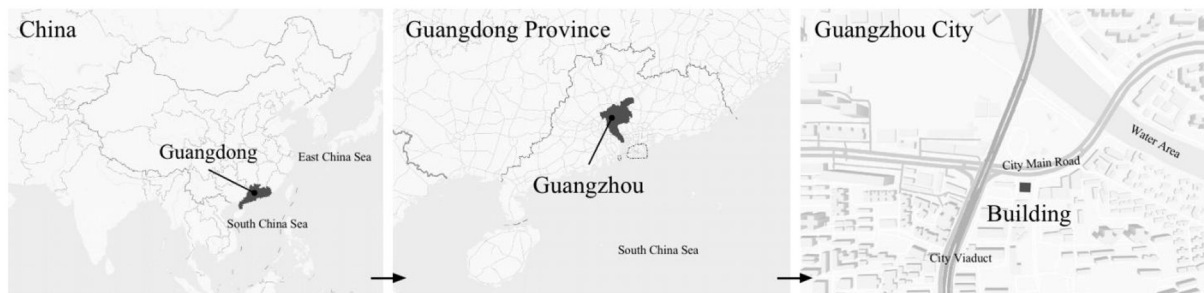 China
Guangdong
East China Sea
South China Sea
Guangdong Province
Guangzhou
South China Sea
Guangzhou City
Water Area
City Main Road
Building
City Viaduct